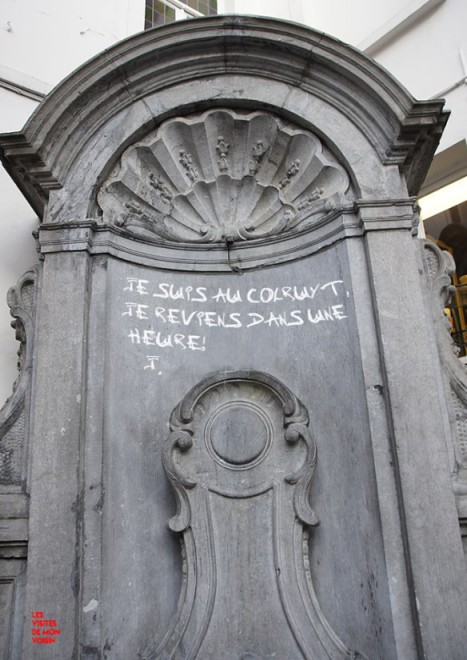 JE SUIS AU COLRUYT,
JE REVIENS DANS UNE
HEURE!
J.
LES
VISITES
DE MON
VOISIN